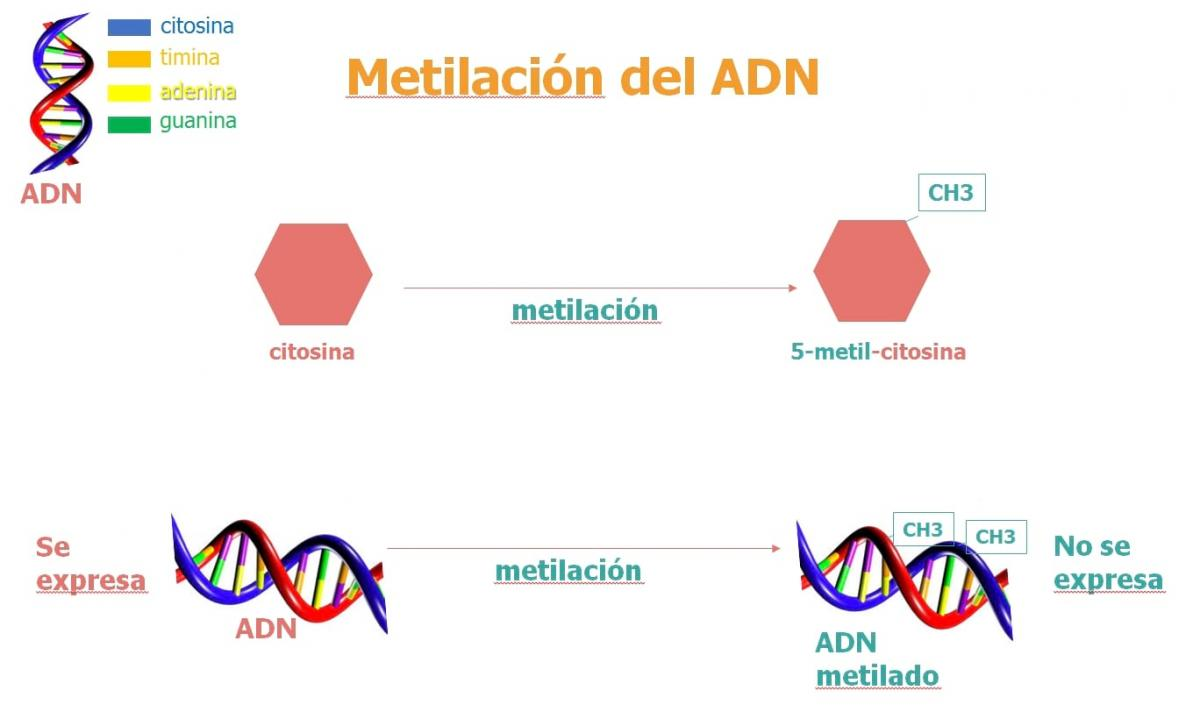 citosina
timina
adenina
guanina
ADN
Metilación del ADN
CH3
metilación
citosina
5-metil-citosina
Se
expresa
ADN
metilación
CH3
CH3
ADN
metilado
No se
expresa